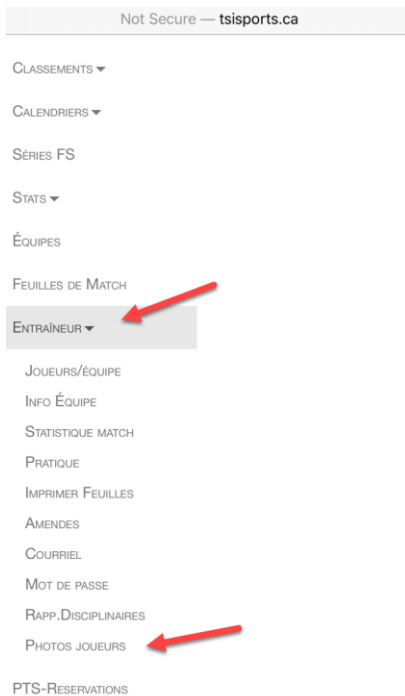 Not Secure — tsisports.ca
Classements
Calendriers
Séries FS
Stats
Équipes
Feuilles de Match
Entraîneur
Joueurs/équipe
Info Équipe
Statistique match
Pratique
Imprimer Feuilles
Amendes
Courriel
Mot de passe
Rapp.Disciplinaires
Photos joueurs
PTS-Reservations